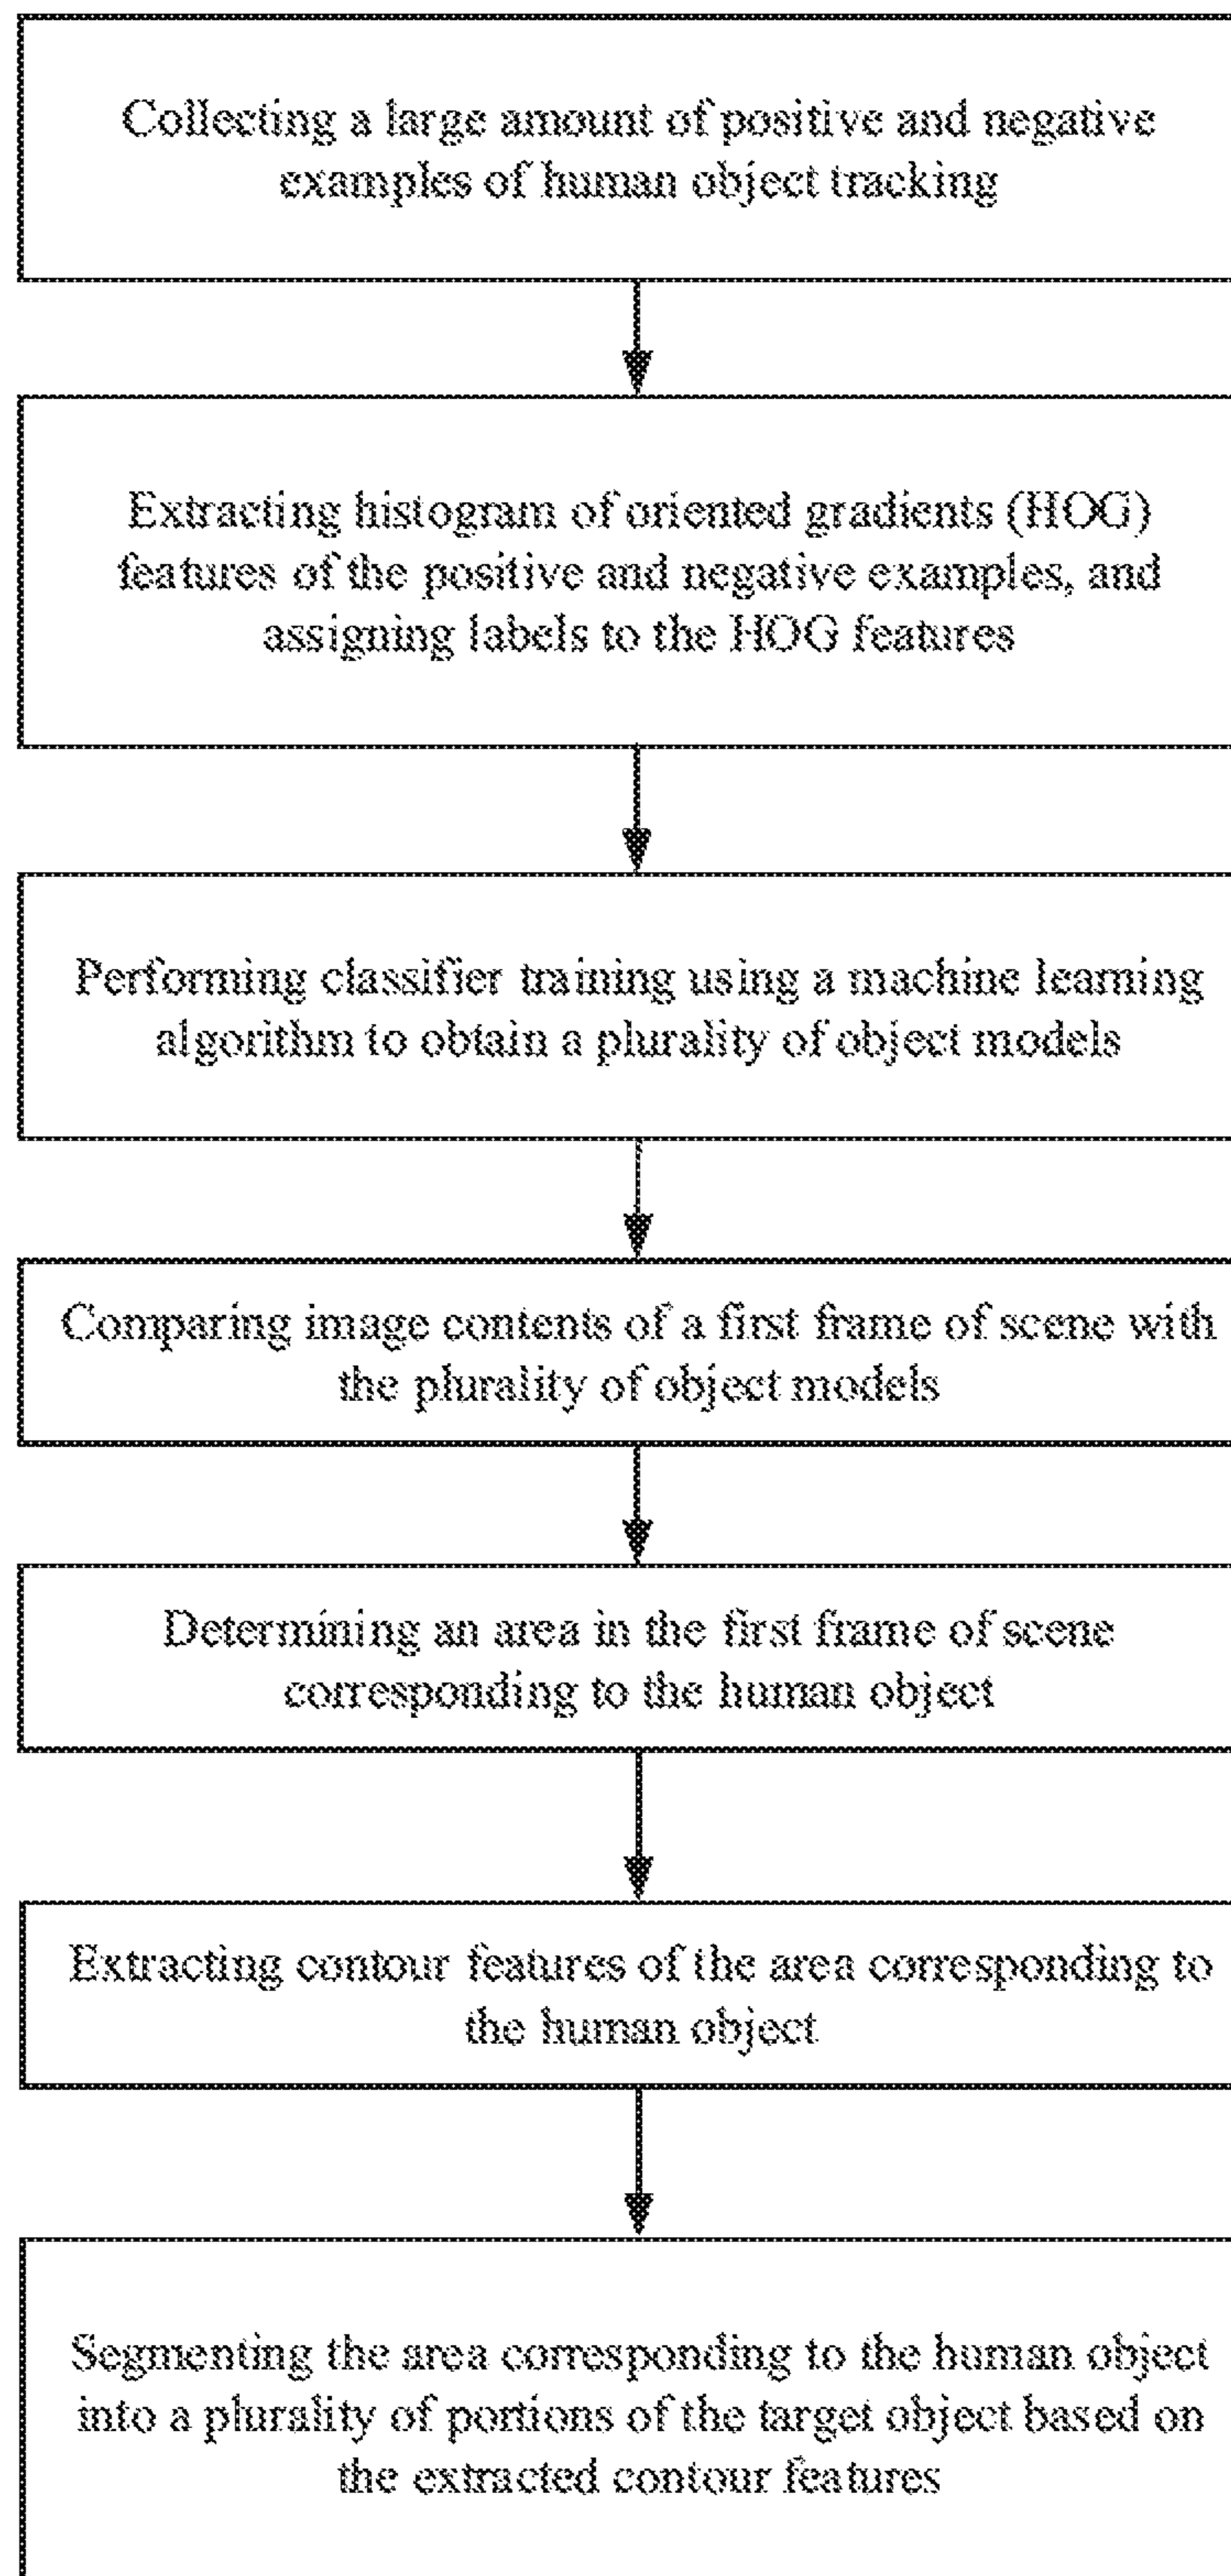 Collecting a large amount of positive and negative
examples of human object tracking
Extracting histogram of oriented gradients (HOG)
features of the positive and negative examples, and
assigning labels to the HOG features
Performing classifier training using a machine learning
algorithm to obtain a plurality of object models
Comparing image contents of a first frame of scene with
the plurality of object models
Determining an area in the first frame of scene
corresponding to the human object
Extracting contour features of the area corresponding to
the human object
Segmenting the area corresponding to the human object
into a plurality of portions of the target object based on
the extracted contour features